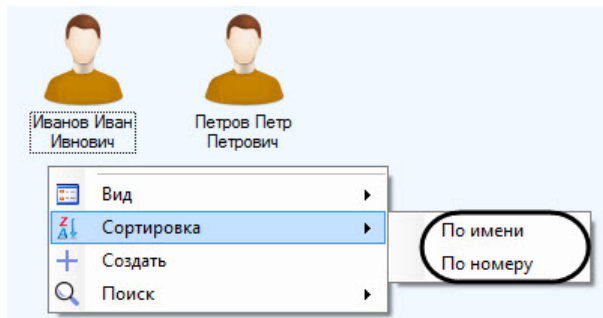 Иванов Иван
Ивнович
Петров Петр
Петрович
Вид
Сортировка
Создать
Поиск
По имени
По номеру